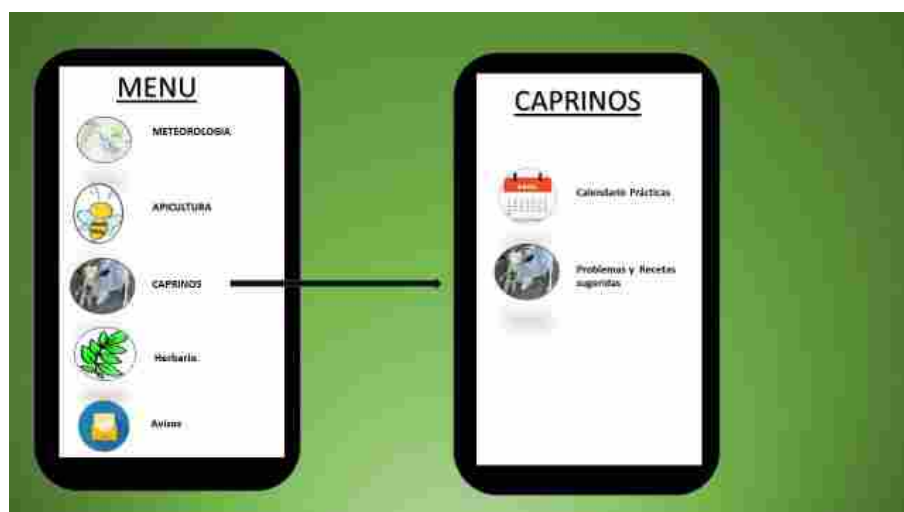 MENU
METEOROLOGIA
APICULTURA
CAPRINOS
Herbario
Avisos
CAPRINOS
Calendario Prácticas
Problemas y Recetas
sugeridas